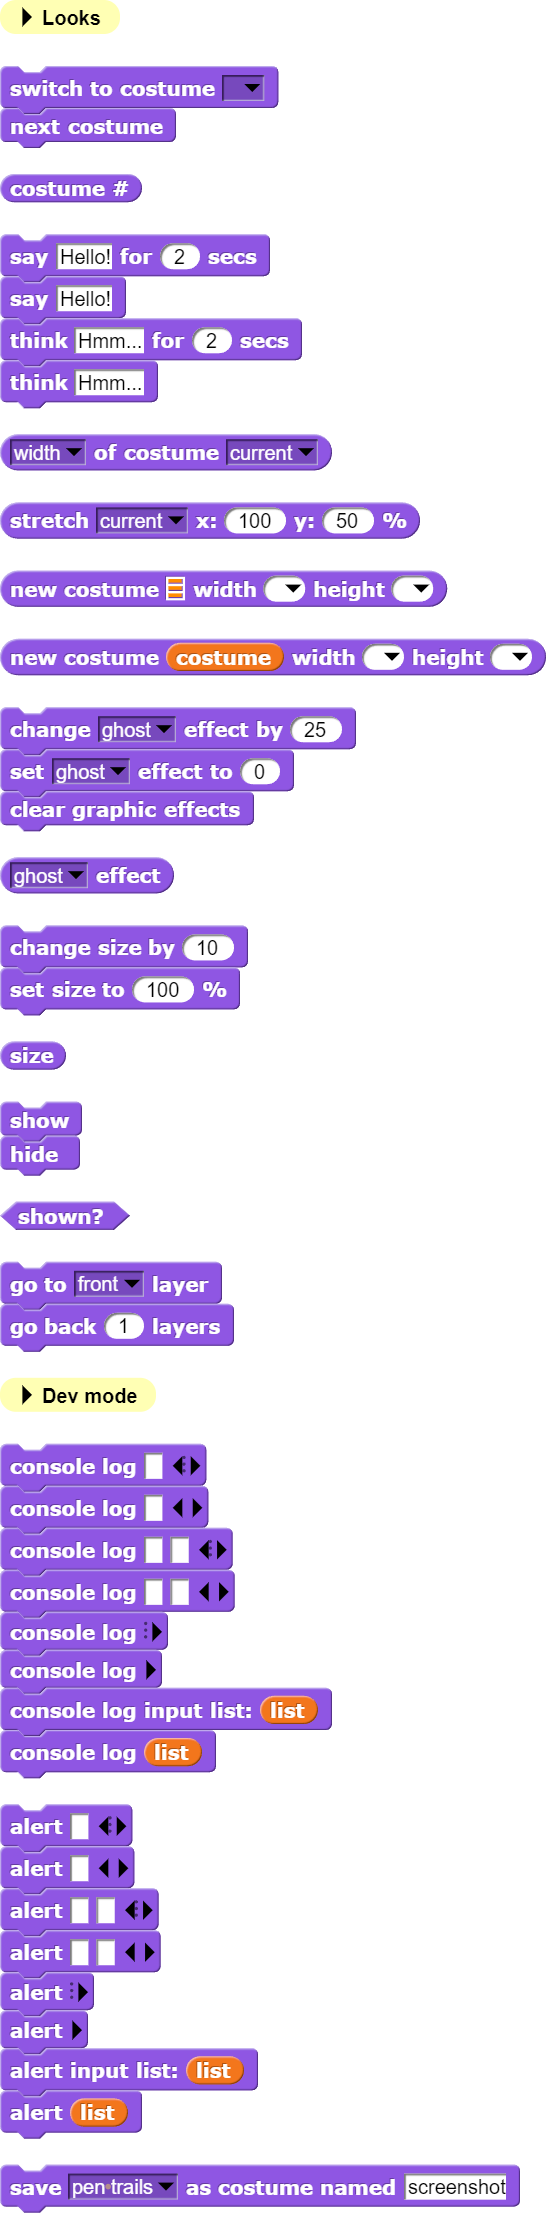 Looks
switch to costume
next costume
costume #
say Hello! for 2 secs
say Hello!
think Hmm... for 2 secs
think Hmm...
width of costume current
stretch current x: 100 y: 50 %
new costume width height
new costume costume width height
change ghost effect by 25
set ghost effect to 0
clear graphic effects
ghost effect
change size by 10
set size to 100 %
size
show
hide
shown?
go to front layer
go back 1 layers
Dev mode
console log
console log
console log
console log
console log
console log
console log input list: list
console log list
alert
alert
alert
alert
alert
alert
alert input list: list
alert list
save pen trails as costume named screenshot